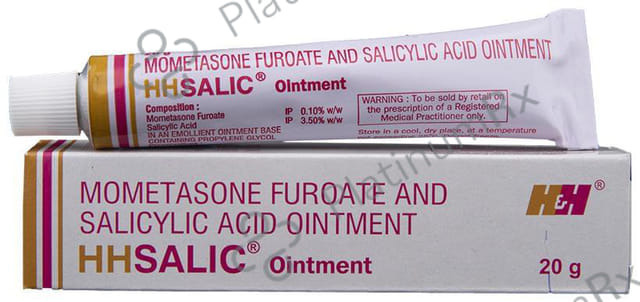 MOMETASONE FUROATE AND SALICYLIC ACID OINTMENT
HHSALIC® Ointment
Composition :
Mometasone Furoate IP 0.10% w/w
Salicylic Acid IP 3.50% w/w
IN AN EMOLLIENT OINTMENT BASE
CONTAINING PROPYLENE GLYCOL
WARNING : To be sold by retail on
the prescription of a Registered
Medical Practitioner only.
Store in a cool, dry place, at a temperature
MOMETASONE FUROATE AND
SALICYLIC ACID OINTMENT
HHSALIC® Ointment
H&H®
20 g
PlatinumRx